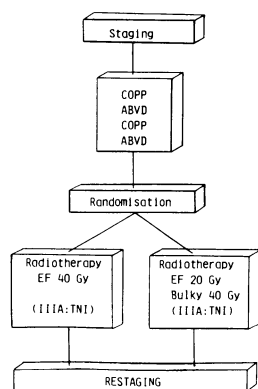 Staging
COPP
ABVD
COPP
ABVD
Randomisation
Radiotherapy
EF 40 Gy
(IIIA:TNI)
Radiotherapy
EF 20 Gy
Bulky 40 Gy
(IIIA:TNI)
RESTAGING